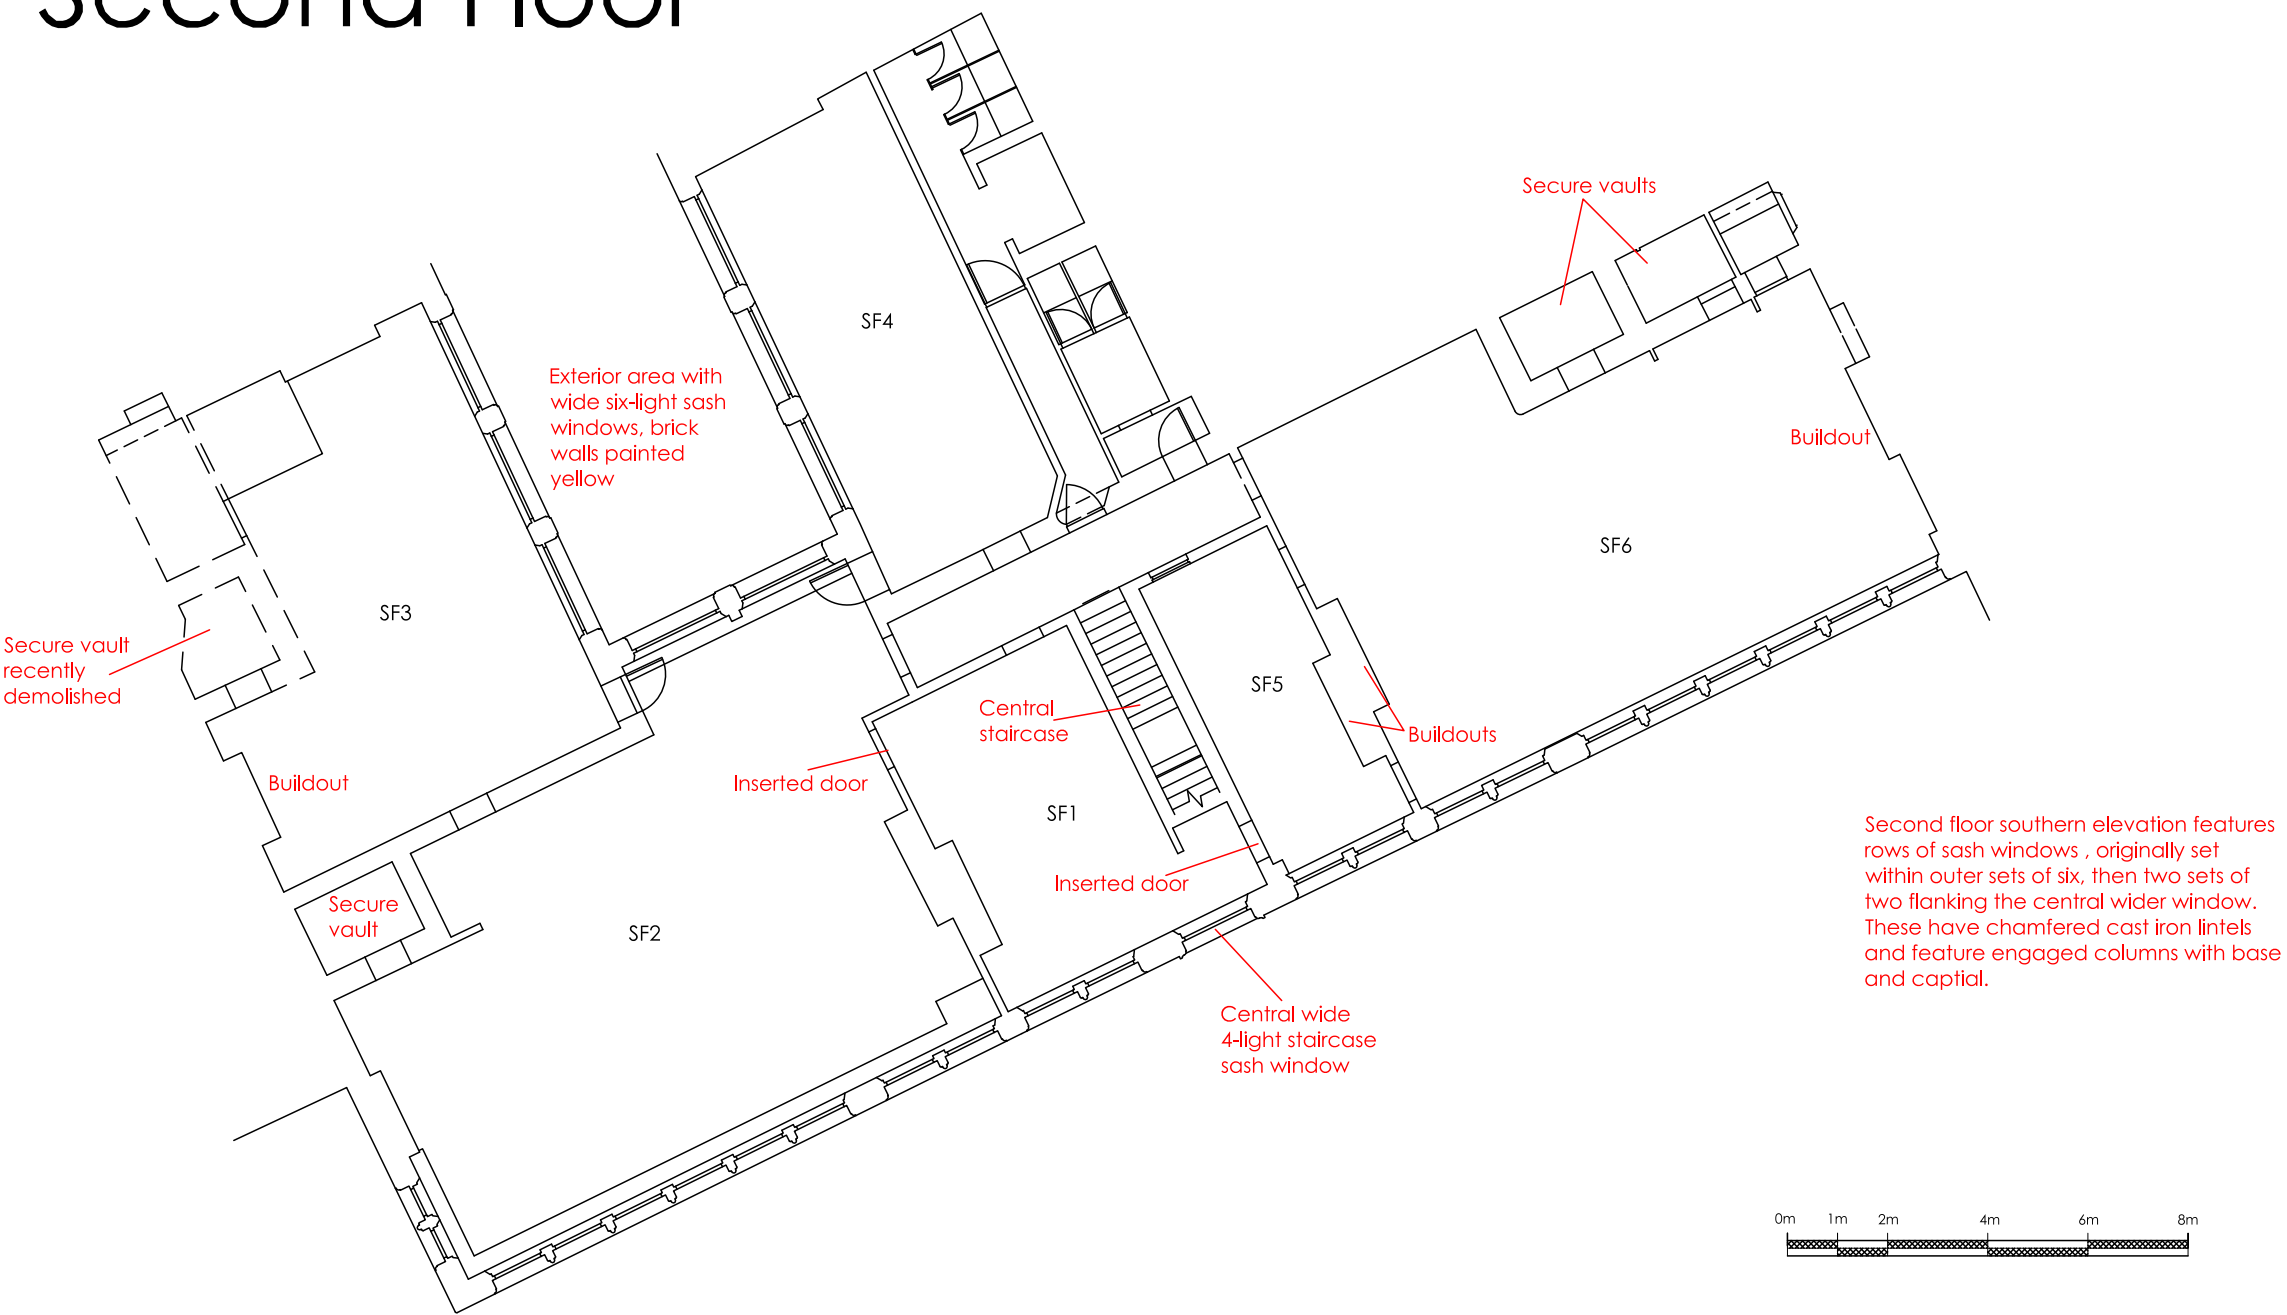 Second Floor
Secure vaults
SF4
Exterior area with
wide six-light sash
windows, brick
walls painted
yellow
Buildout
SF6
SF3
Secure vault
recently
demolished
SF5
Central
staircase
Buildouts
Buildout
Inserted door
SF1
Second floor southern elevation features
rows of sash windows , originally set
within outer sets of six, then two sets of
two flanking the central wider window.
These have chamfered cast iron lintels
and feature engaged columns with base
and captial.
Inserted door
Secure
vault
SF2
Central wide
4-light staircase
sash window
0m 1m 2m 4m 6m 8m